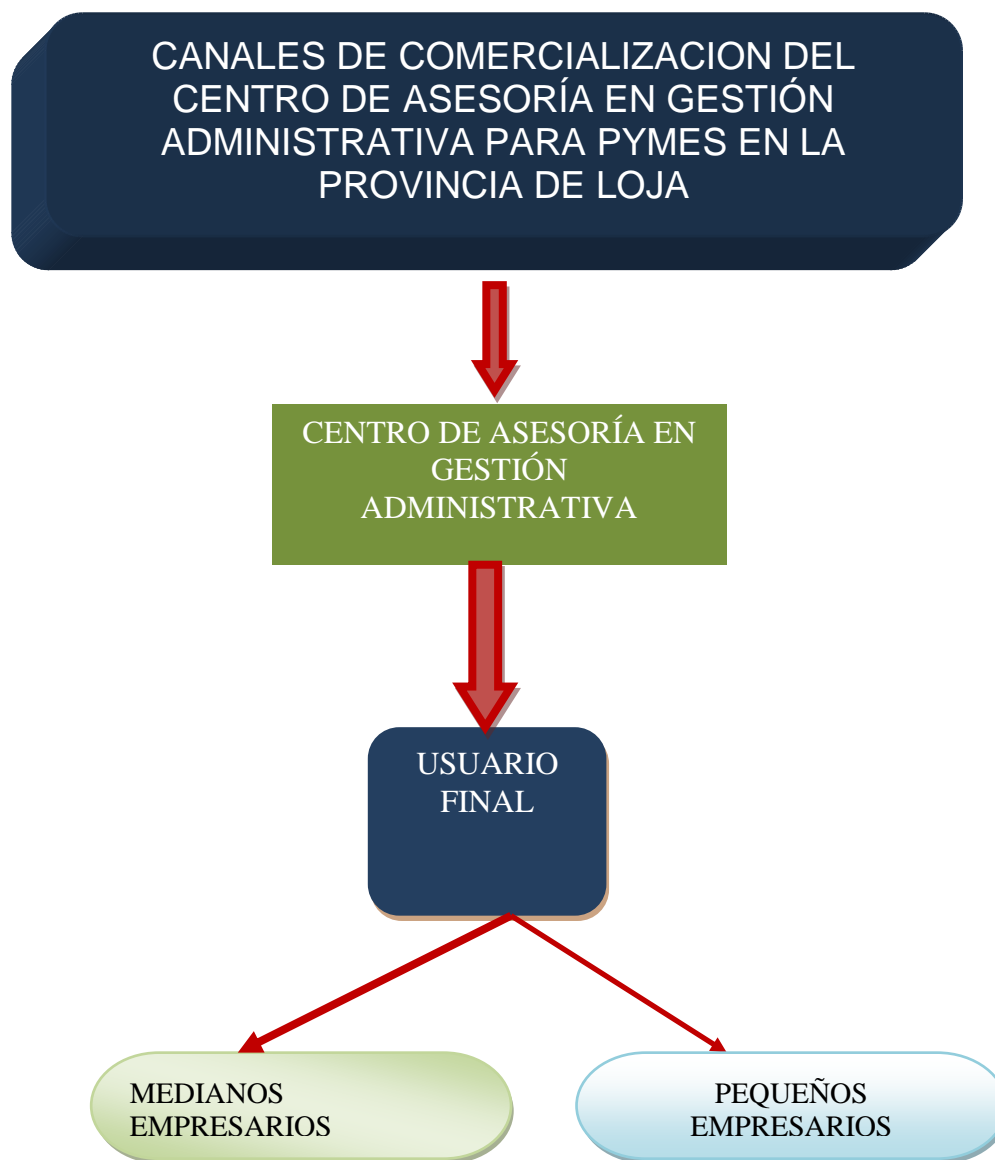 CANALES DE COMERCIALIZACION DEL
CENTRO DE ASESORÍA EN GESTIÓN
ADMINISTRATIVA PARA PYMES EN LA
PROVINCIA DE LOJA
CENTRO DE ASESORÍA EN
GESTIÓN
ADMINISTRATIVA
USUARIO
FINAL
MEDIANOS
EMPRESARIOS
PEQUEÑOS
EMPRESARIOS